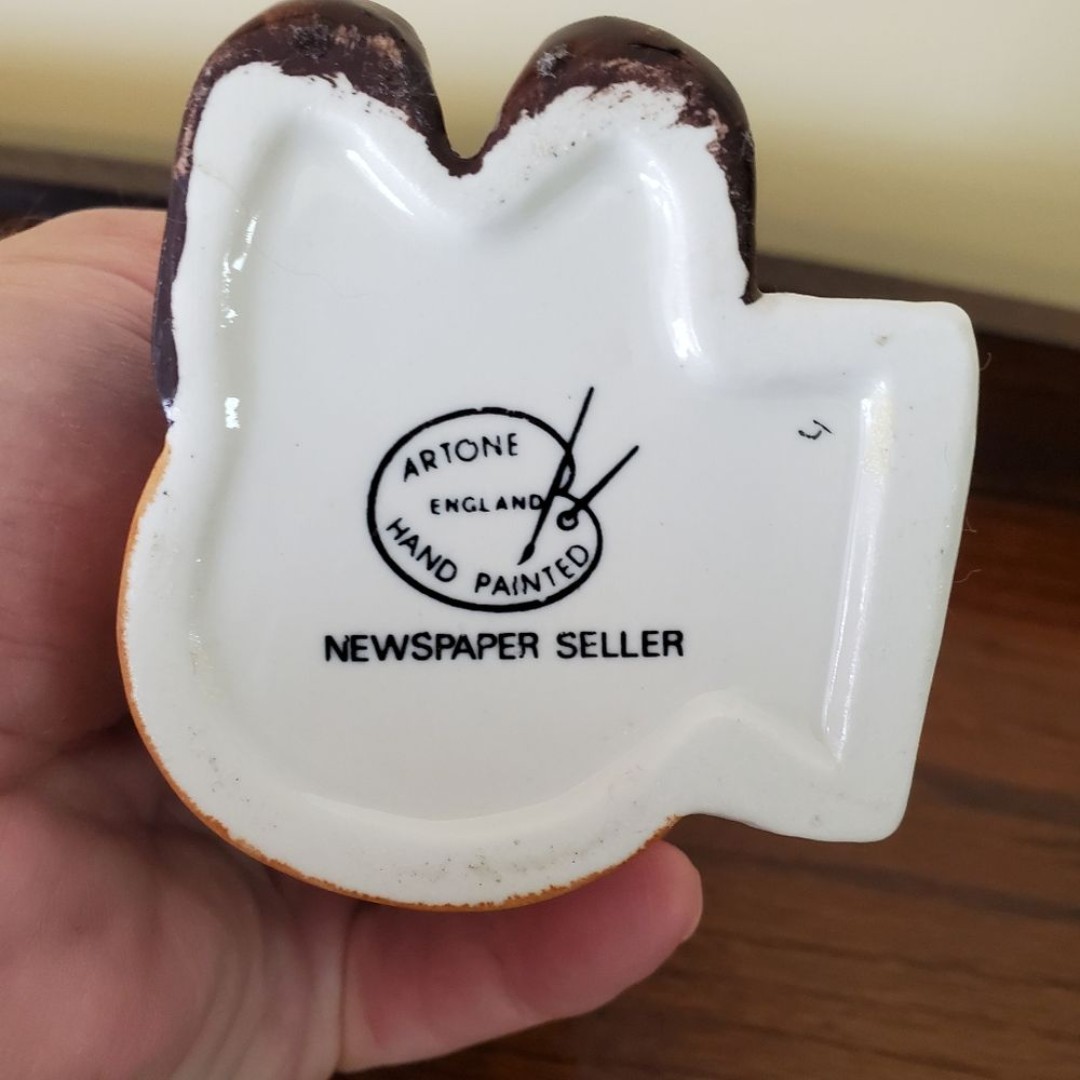 ARTONE
ENGLAND
HAND PAINTED
NEWSPAPER SELLER